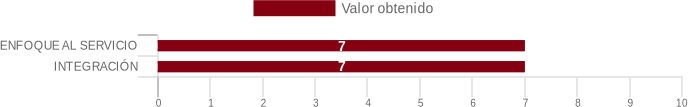 Valor obtenido
ENFOQUE AL SERVICIO 7
INTEGRACIÓN 7
0 1 2 3 4 5 6 7 8 9 10